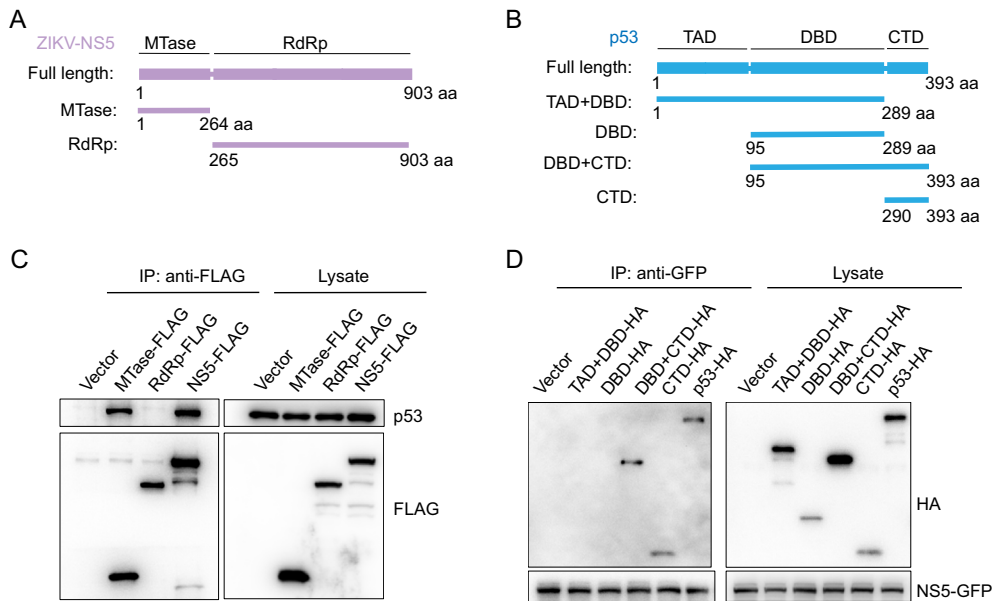 A
ZIKV-NS5
MTase
RdRp
Full length:
1
903 aa
MTase:
1
264 aa
RdRp:
265
903 aa
B
p53
TAD
DBD
CTD
Full length:
1
393 aa
TAD+DBD:
1
289 aa
DBD:
95
289 aa
DBD+CTD:
95
393 aa
CTD:
290
393 aa
C
IP: anti-FLAG
Lysate
Vector
MTase-FLAG
RdRp-FLAG
NS5-FLAG
Vector
MTase-FLAG
RdRp-FLAG
NS5-FLAG
p53
FLAG
D
IP: anti-GFP
Lysate
Vector
TAD+DBD-HA
DBD-HA
DBD+CTD-HA
CTD-HA
p53-HA
Vector
TAD+DBD-HA
DBD-HA
DBD+CTD-HA
CTD-HA
p53-HA
HA
NS5-GFP